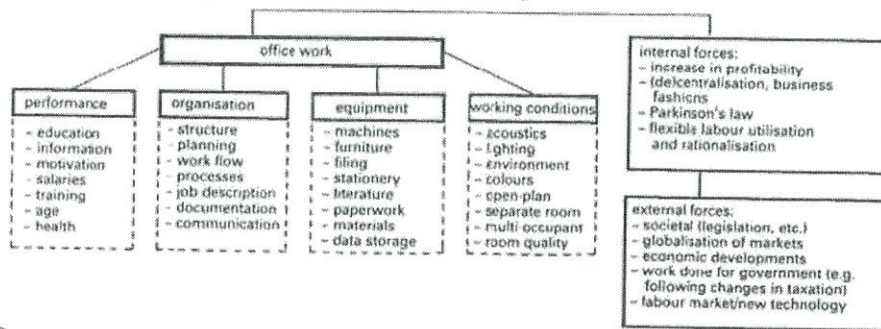 office work
performance
– education
– information
– motivation
– salaries
– training
– age
– health
organisation
– structure
– planning
– work flow
– processes
– job description
– documentation
– communication
equipment
– machines
– furniture
– filing
– stationery
– literature
– paperwork
– materials
– data storage
working conditions
– acoustics
– lighting
– environment
– colours
– open-plan
– separate room
– multi occupant
– room quality
internal forces:
– increase in profitability
– (de)centralisation, business
fashions
– Parkinson's law
– flexible labour utilisation
and rationalisation
external forces:
– societal (legislation, etc.)
– globalisation of markets
– economic developments
– work done for government (e.g.
following changes in taxation)
– labour market/new technology